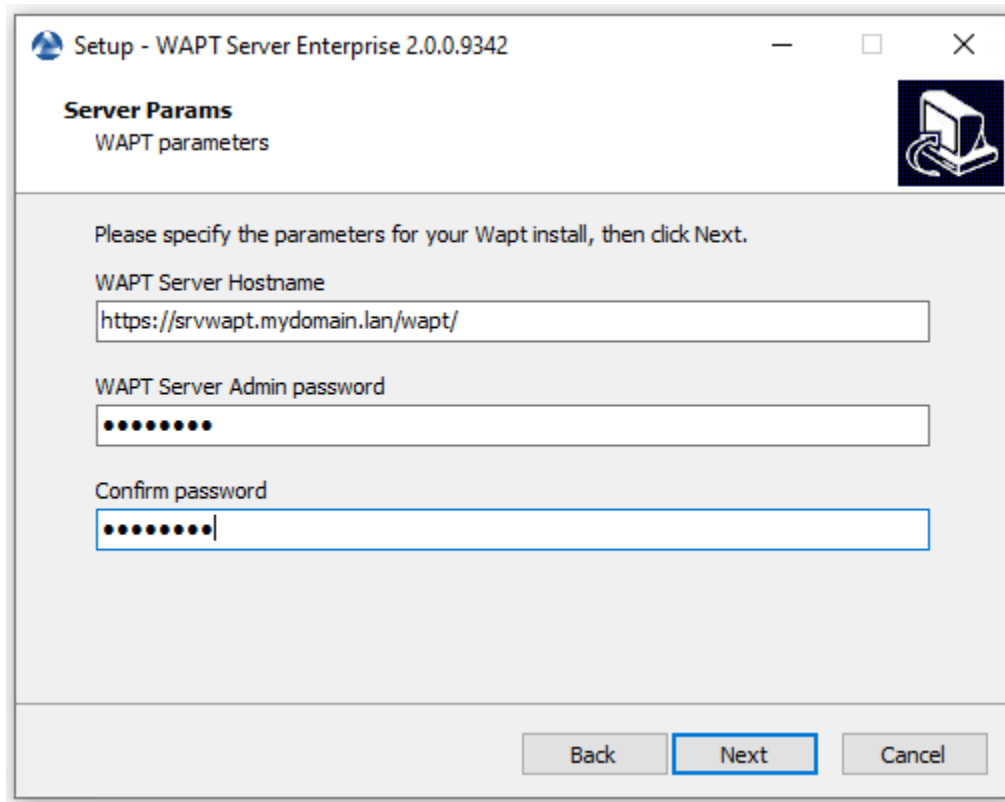 Setup - WAPT Server Enterprise 2.0.0.9342
Server Params
WAPT parameters
Please specify the parameters for your Wapt install, then click Next.
WAPT Server Hostname
https://srvwapt.mydomain.lan/wapt/
WAPT Server Admin password
●●●●●●●●
Confirm password
●●●●●●●●
Back Next Cancel